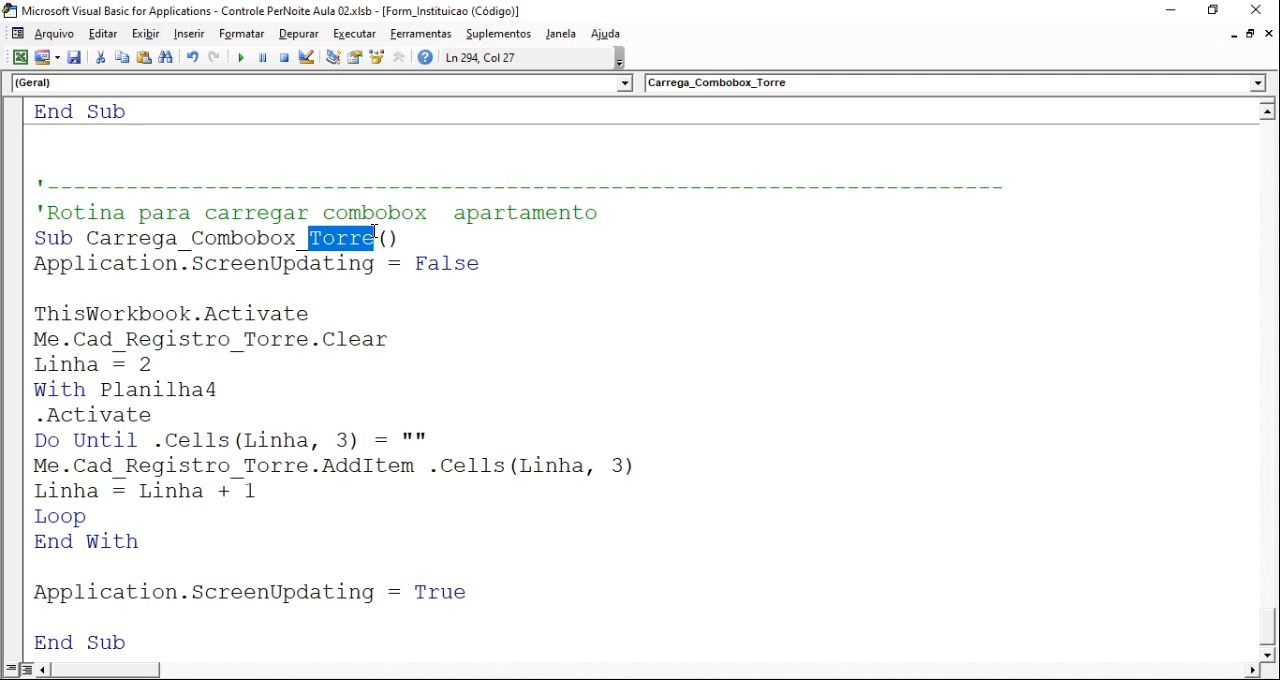 Microsoft Visual Basic for Applications - Controle PerNoite Aula 02.xlsb - [Form_Instituicao (Código)]
Arquivo Editar Exibir Inserir Formatar Depurar Executar Ferramentas Suplementos Janela Ajuda
Ln 294, Col 27
(Geral) Carrega_Combobox_Torre
End Sub
'-------------------------------------------------------------------------
'Rotina para carregar combobox  apartamento
Sub Carrega_Combobox_Torre()
Application.ScreenUpdating = False
ThisWorkbook.Activate
Me.Cad_Registro_Torre.Clear
Linha = 2
With Planilha4
.Activate
Do Until .Cells(Linha, 3) = ""
Me.Cad_Registro_Torre.AddItem .Cells(Linha, 3)
Linha = Linha + 1
Loop
End With
Application.ScreenUpdating = True
End Sub